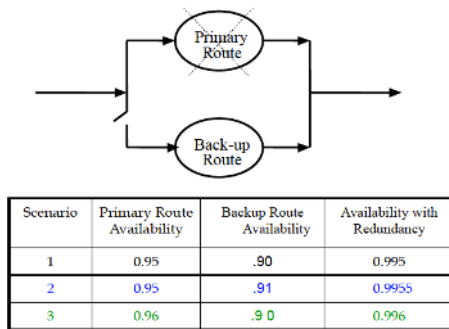 Primary
Route
Back-up
Route
Scenario Primary Route Availability Backup Route Availability Availability with Redundancy
1 0.95 .90 0.995
2 0.95 .91 0.9955
3 0.96 .9 0 0.996